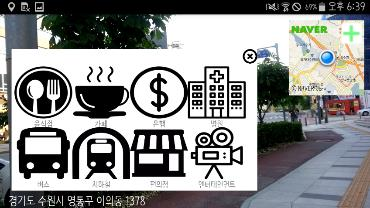 69% 오후 6:39
NAVER
음식점 카페 은행 병원
버스 지하철 편의점 엔터테인먼트
© NAVER
경기도 수원시 영통구 이의동 1378